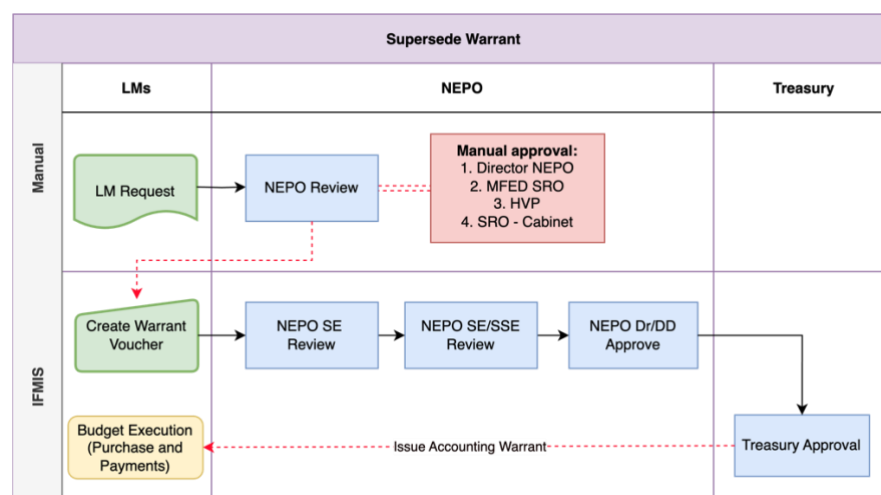 Supersede Warrant
LMs
NEPO
Treasury
Manual
LM Request
NEPO Review
Manual approval:
1. Director NEPO
2. MFED SRO
3. HVP
4. SRO - Cabinet
IFMIS
Create Warrant
Voucher
NEPO SE
Review
NEPO SE/SSE
Review
NEPO Dr/DD
Approve
Budget Execution
(Purchase and
Payments)
Issue Accounting Warrant
Treasury Approval